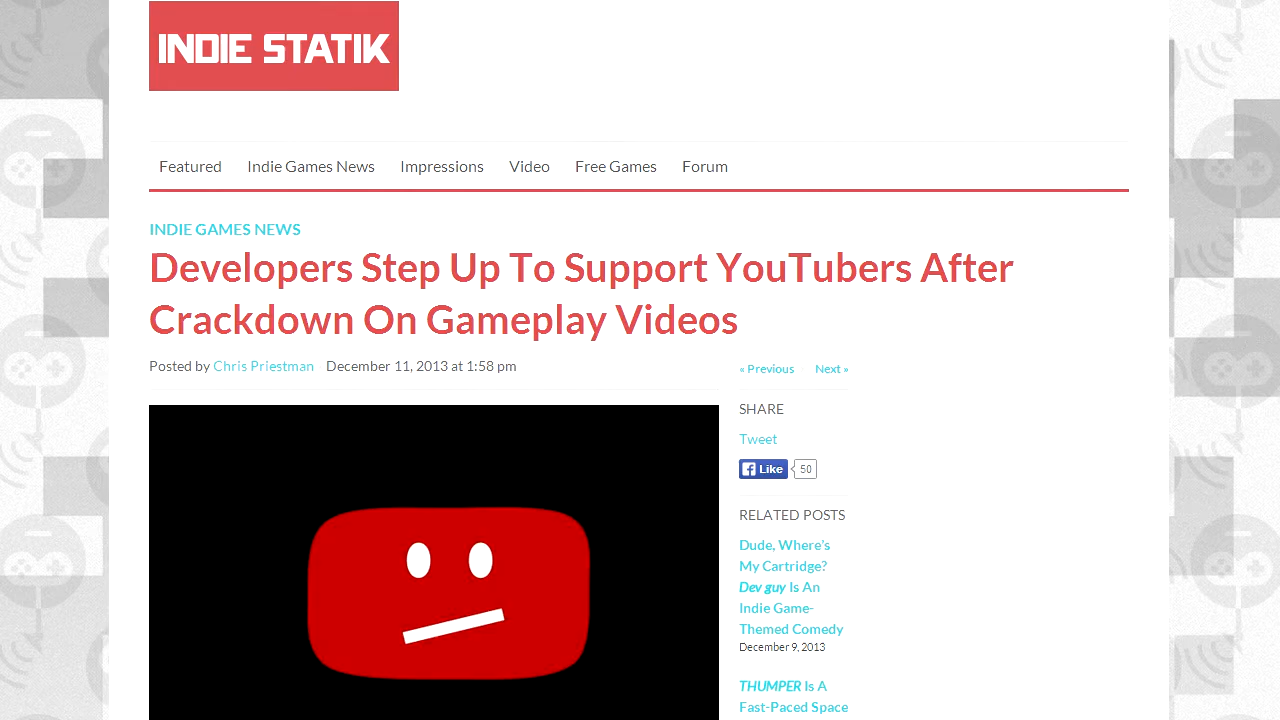 INDIE STATIK
Featured Indie Games News Impressions Video Free Games Forum
INDIE GAMES NEWS
Developers Step Up To Support YouTubers After
Crackdown On Gameplay Videos
Posted by Chris Priestman December 11, 2013 at 1:58 pm
« Previous Next »
SHARE
Tweet
Like 50
RELATED POSTS
Dude, Where's
My Cartridge?
Dev guy Is An
Indie Game-
Themed Comedy
December 9, 2013
THUMPER Is A
Fast-Paced Space